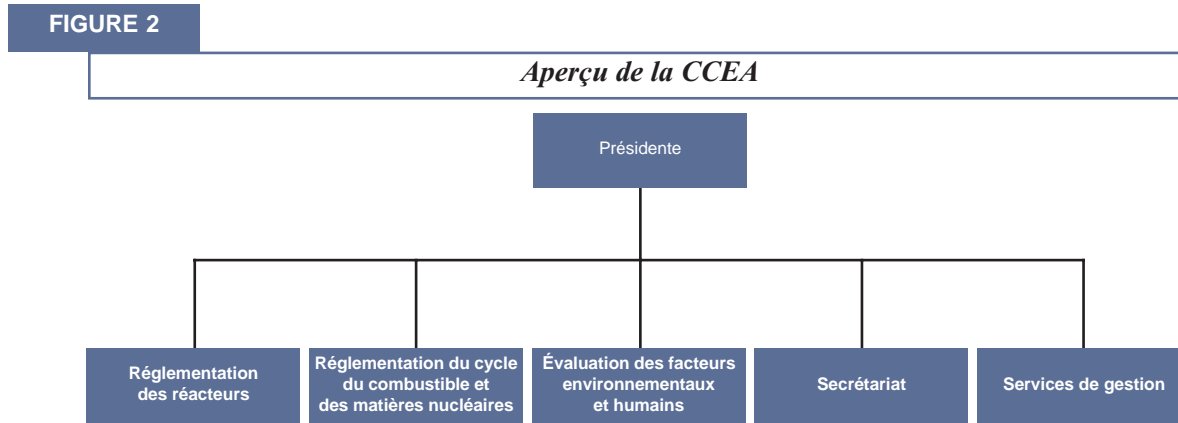 FIGURE 2
Aperçu de la CCEA
Présidente
Réglementation
des réacteurs
Réglementation du cycle
du combustible et
des matières nucléaires
Évaluation des facteurs
environnementaux
et humains
Secrétariat
Services de gestion